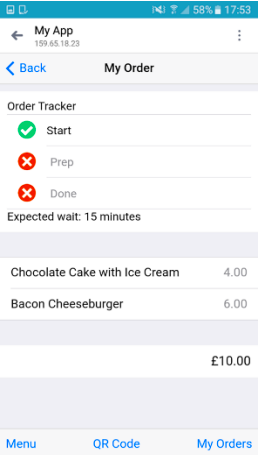 58% 17:53
My App
159.65.18.23
Back My Order
Order Tracker
Start
Prep
Done
Expected wait: 15 minutes
Chocolate Cake with Ice Cream 4.00
Bacon Cheeseburger 6.00
£10.00
Menu QR Code My Orders